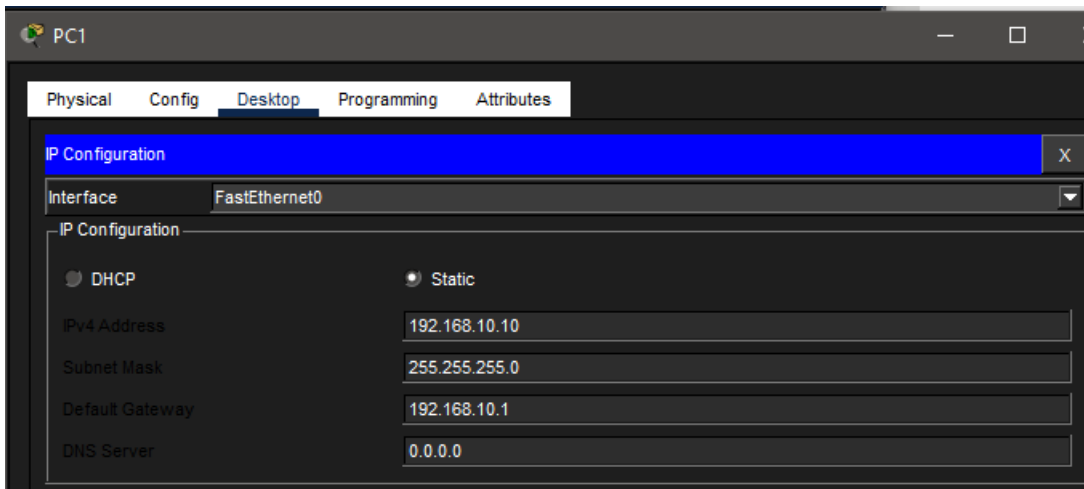 PC1
Physical Config Desktop Programming Attributes
IP Configuration X
Interface FastEthernet0
IP Configuration
DHCP Static
IPv4 Address 192.168.10.10
Subnet Mask 255.255.255.0
Default Gateway 192.168.10.1
DNS Server 0.0.0.0